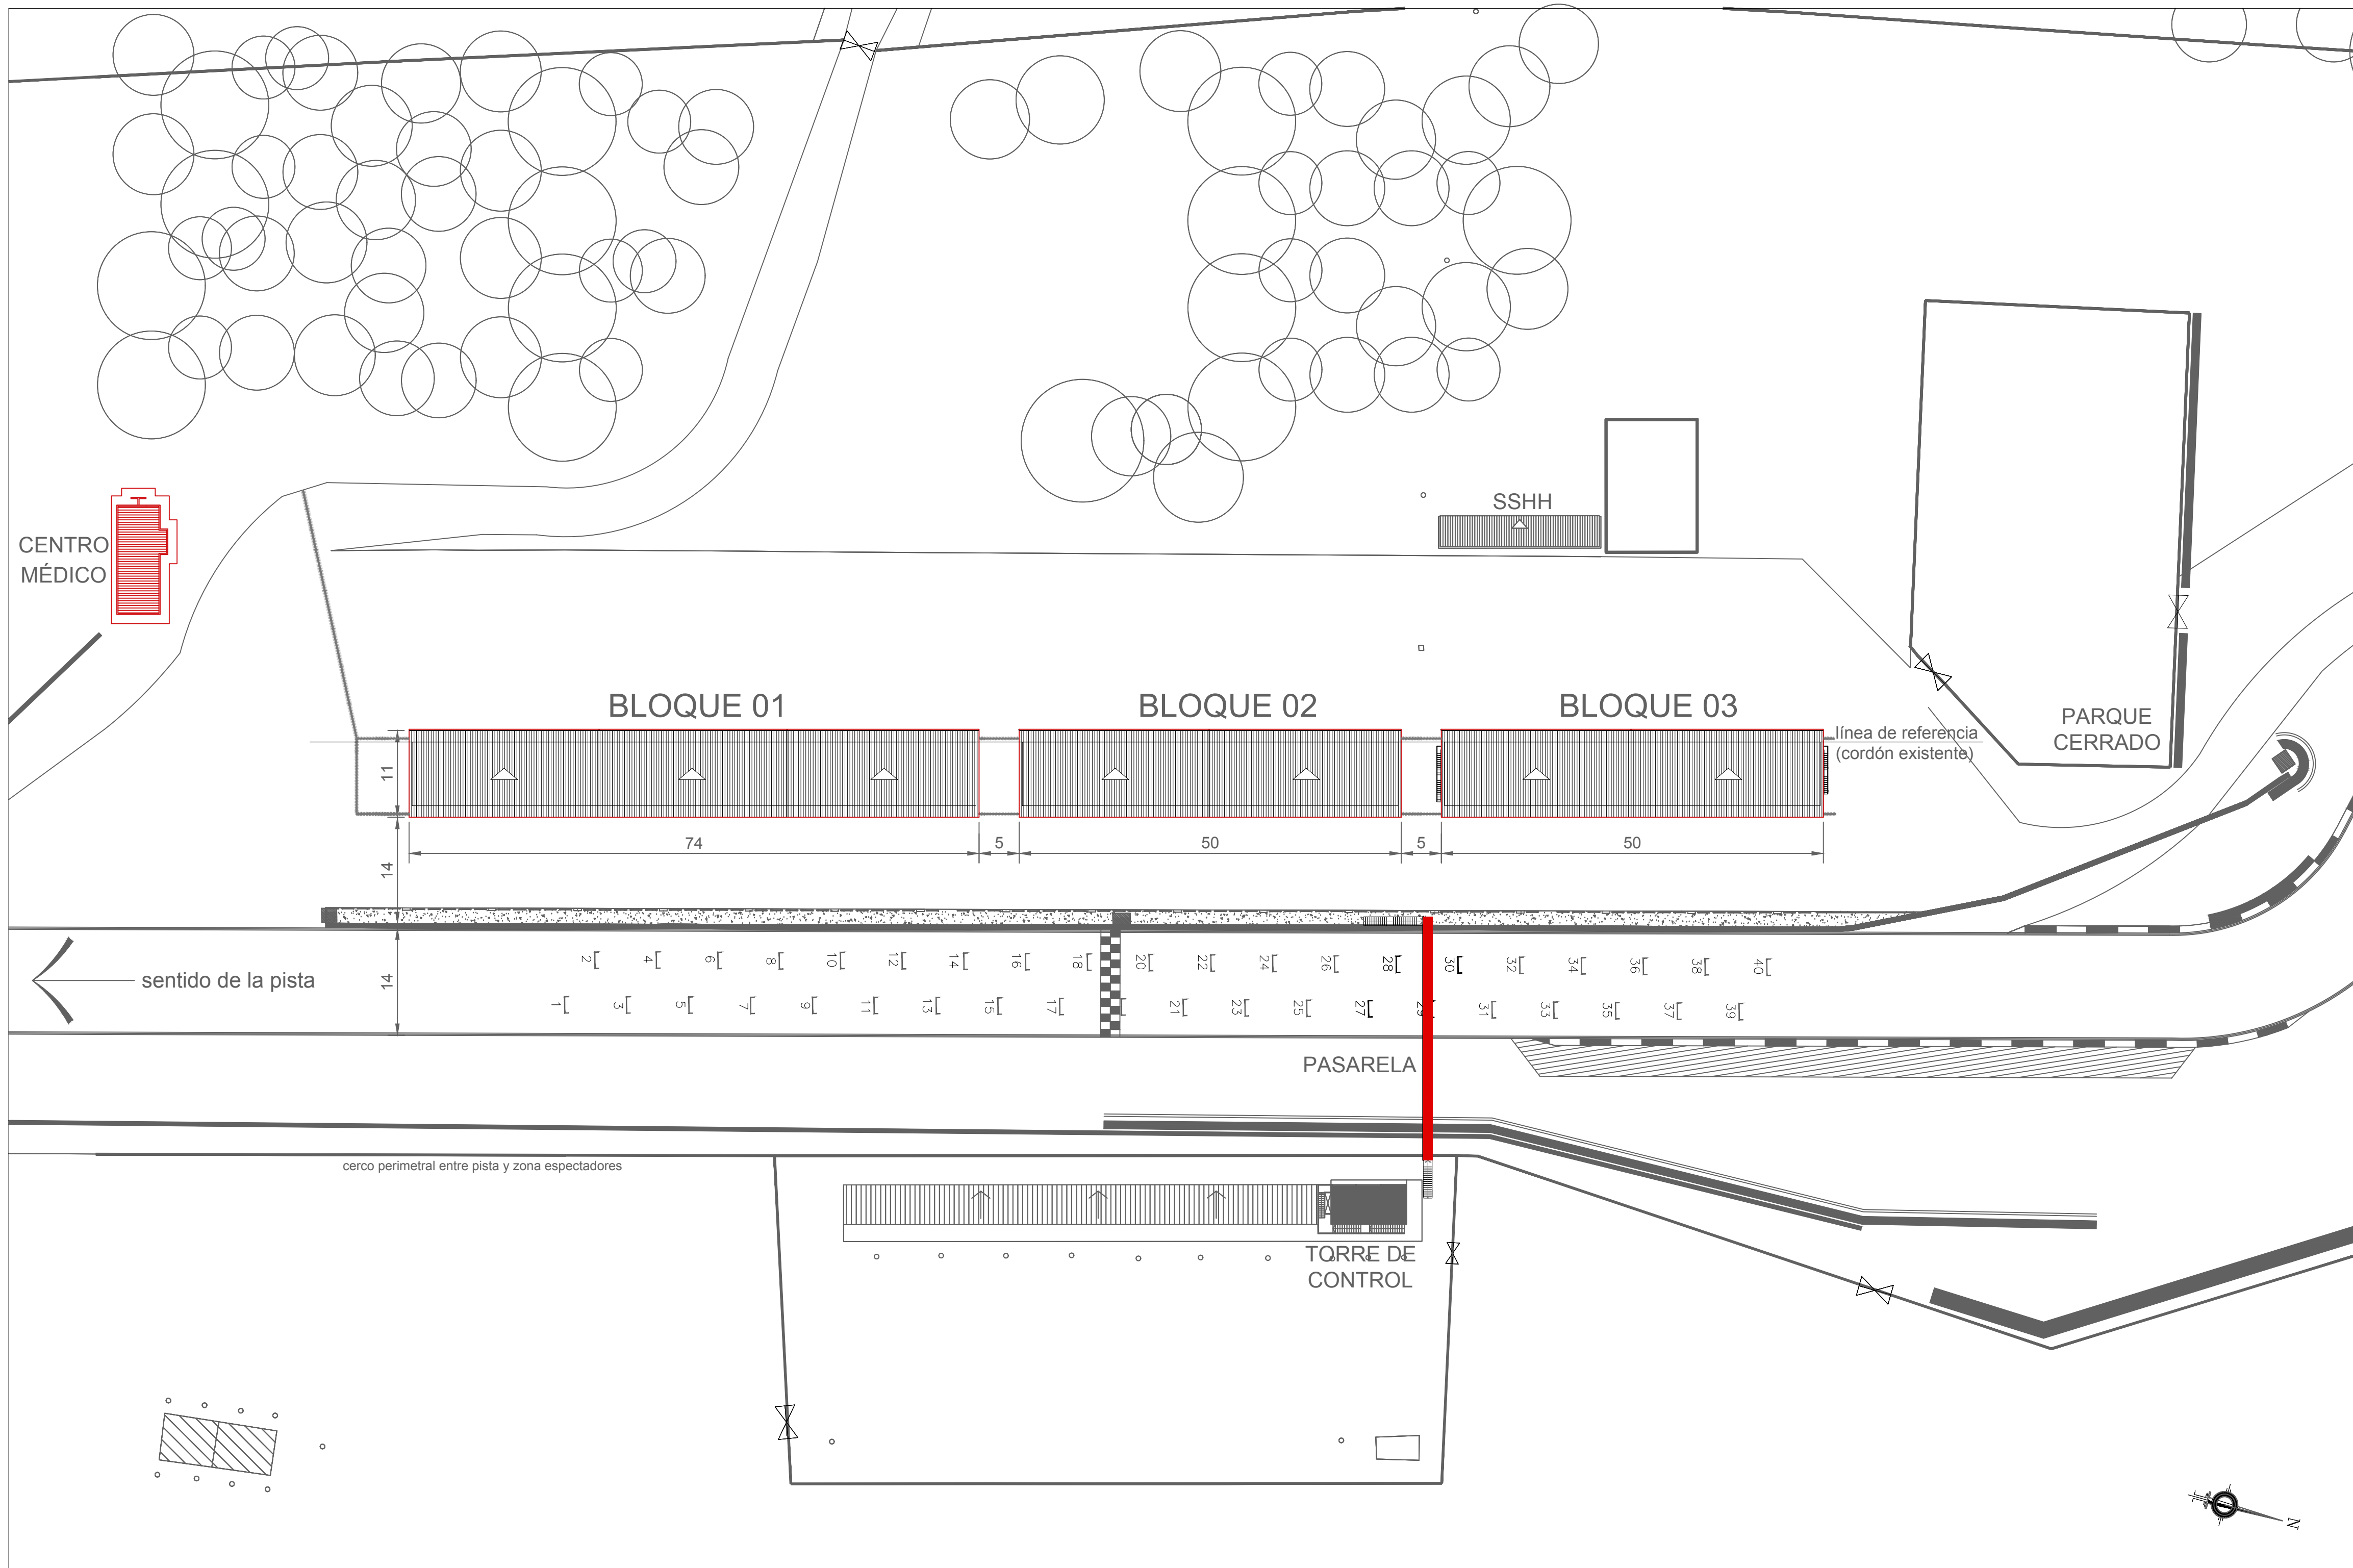 SSHH
CENTRO
MÉDICO
BLOQUE 01
BLOQUE 02
BLOQUE 03
PARQUE
CERRADO
línea de referencia
(cordón existente)
11
74
5
50
5
50
14
14
sentido de la pista
2
4
6
8
10
12
14
16
18
20
22
24
26
28
30
32
34
36
38
40
1
3
5
7
9
11
13
15
17
21
23
25
27
29
31
33
35
37
39
PASARELA
cerco perimetral entre pista y zona espectadores
TORRE DE
CONTROL
N